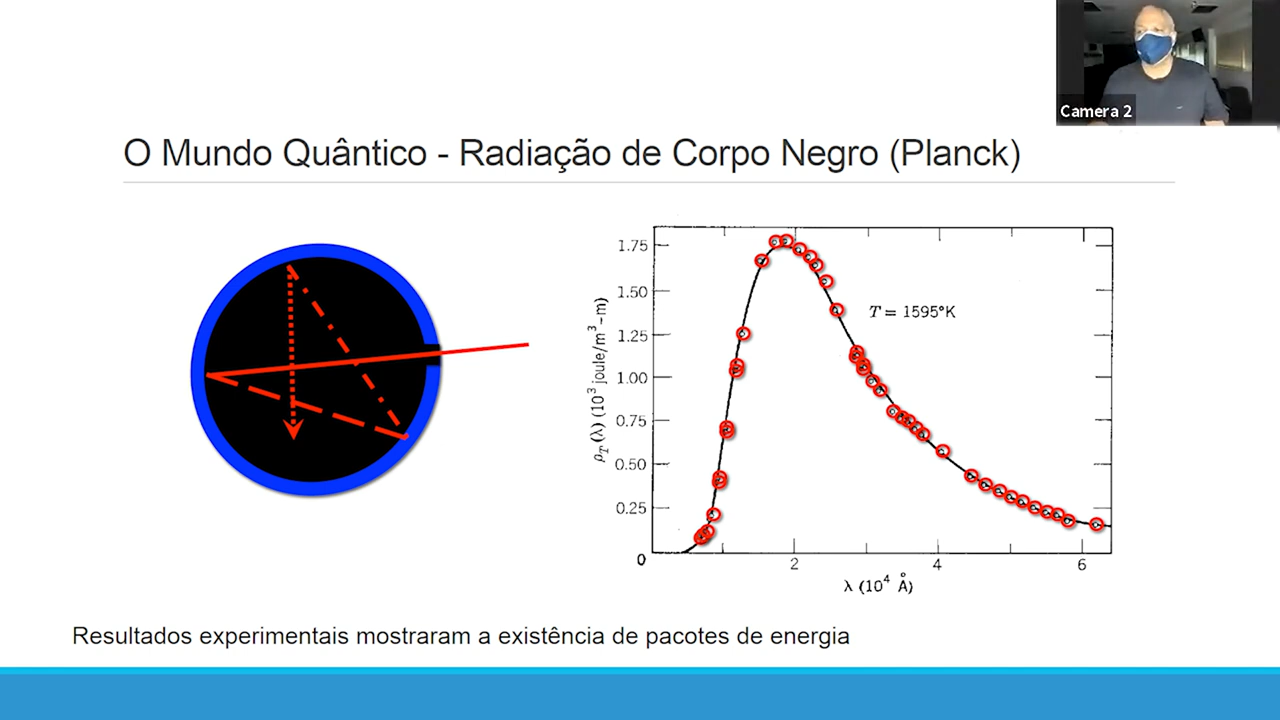 Camera 2
O Mundo Quântico - Radiação de Corpo Negro (Planck)
ρT(λ) (10³ joule/m³-m)
1.75
1.50
1.25
1.00
0.75
0.50
0.25
0
T = 1595°K
2
4
6
λ (10⁴ Å)
Resultados experimentais mostraram a existência de pacotes de energia